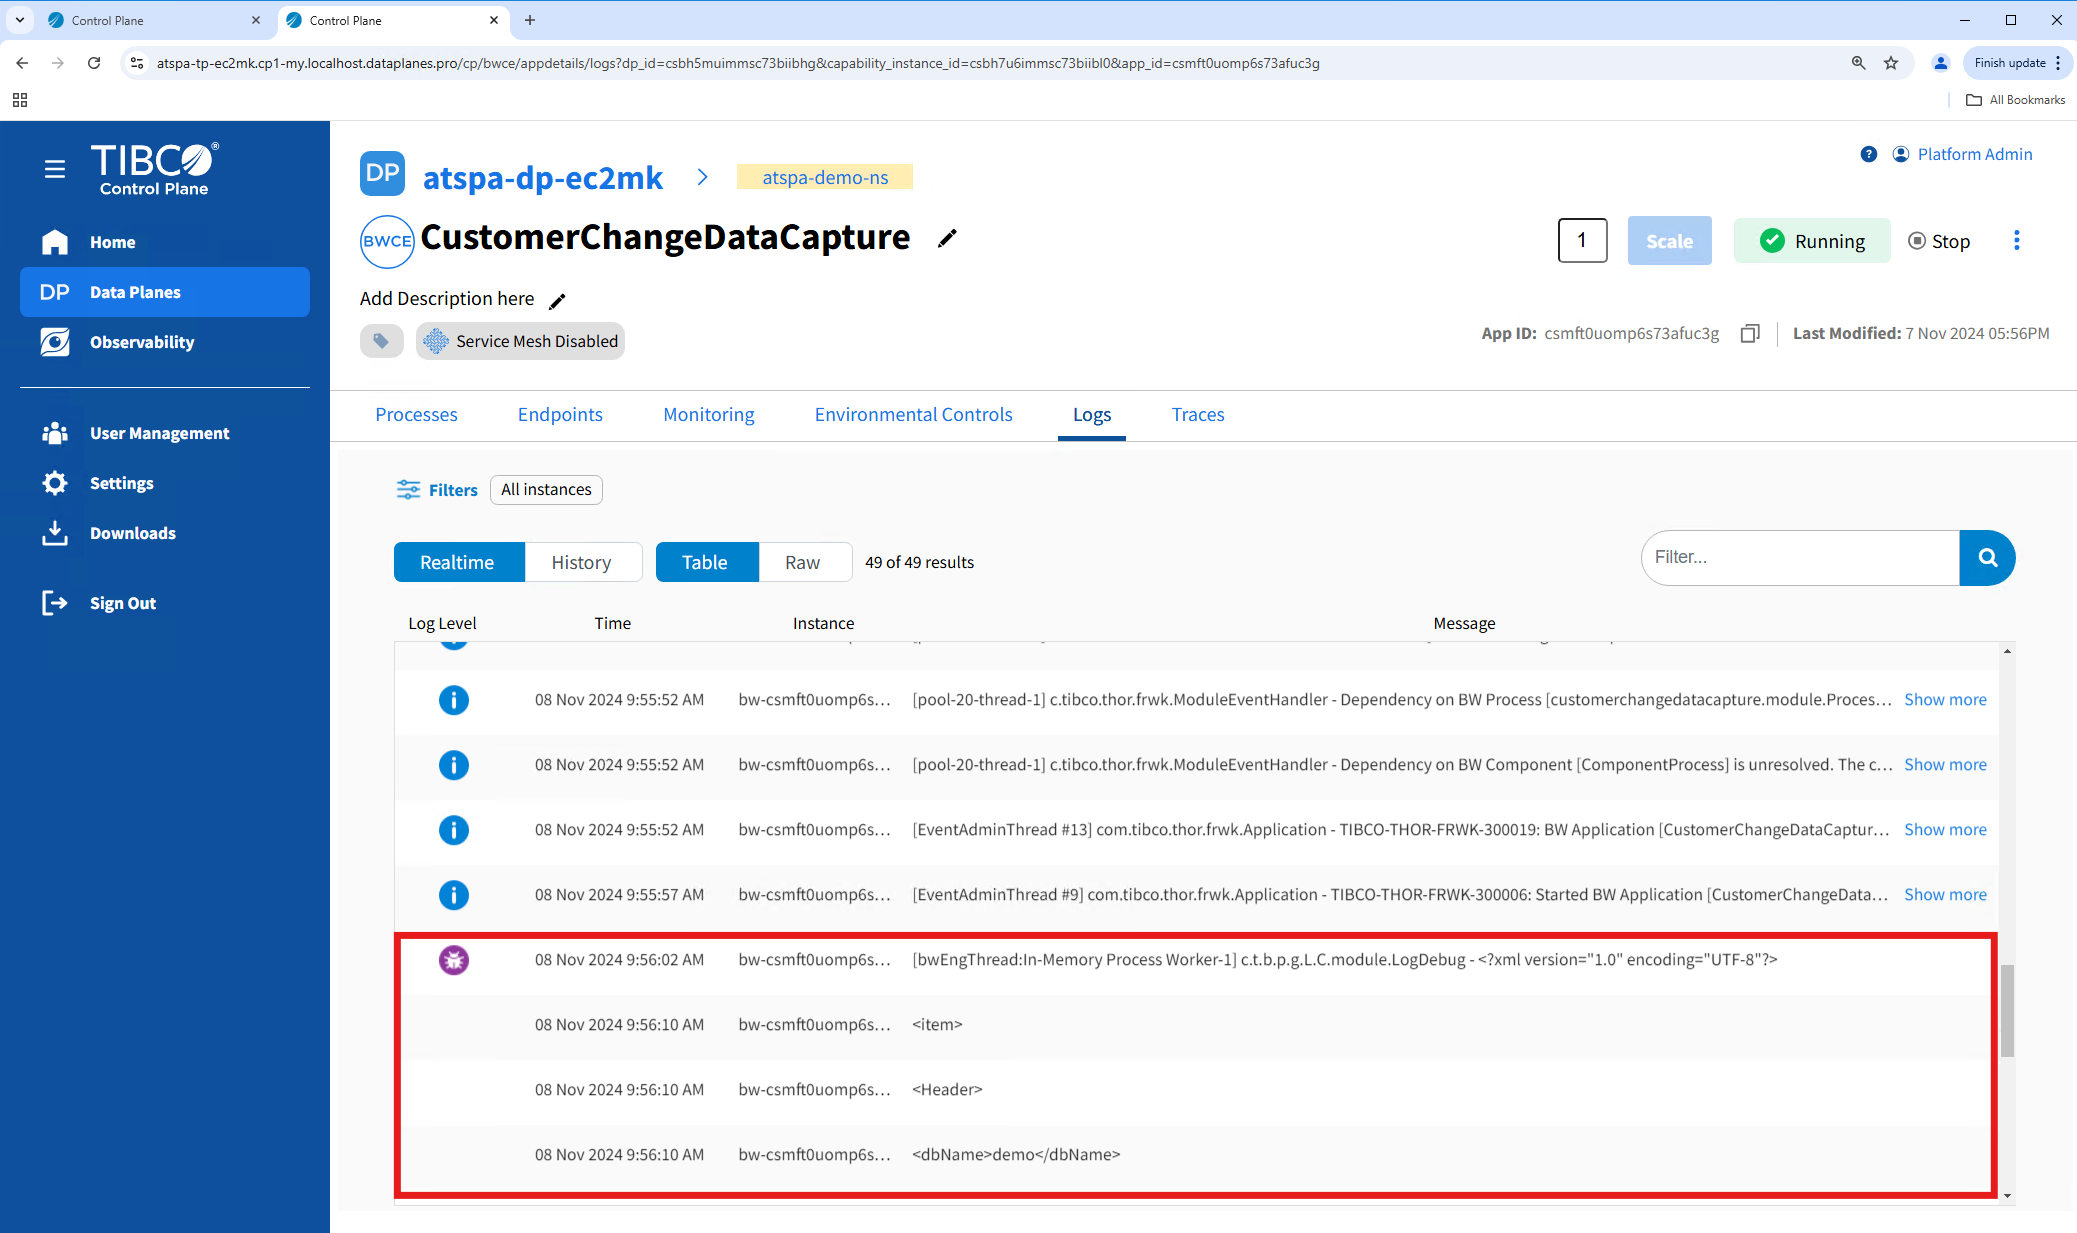 Control Plane
Control Plane
atspa-tp-ec2mk.cp1-my.localhost.dataplanes.pro/cp/bwce/appdetails/logs?dp_id=csbh5muimmsc73biibhg&capability_instance_id=csbh7u6immsc73biibl0&app_id=csmft0uomp6s73afuc3g
Finish update
All Bookmarks
TIBCO®
Control Plane
Home
DP Data Planes
Observability
User Management
Settings
Downloads
Sign Out
DP atspa-dp-ec2mk > atspa-demo-ns
? Platform Admin
BWCE CustomerChangeDataCapture
1 Scale Running Stop
Add Description here
Service Mesh Disabled
App ID: csmft0uomp6s73afuc3g Last Modified: 7 Nov 2024 05:56PM
Processes Endpoints Monitoring Environmental Controls Logs Traces
Filters All instances
Realtime History Table Raw 49 of 49 results Filter...
Log Level Time Instance Message
08 Nov 2024 9:55:52 AM bw-csmft0uomp6s... [pool-20-thread-1] c.tibco.thor.frwk.ModuleEventHandler - Dependency on BW Process [customerchangedatacapture.module.Proces... Show more
08 Nov 2024 9:55:52 AM bw-csmft0uomp6s... [pool-20-thread-1] c.tibco.thor.frwk.ModuleEventHandler - Dependency on BW Component [ComponentProcess] is unresolved. The c... Show more
08 Nov 2024 9:55:52 AM bw-csmft0uomp6s... [EventAdminThread #13] com.tibco.thor.frwk.Application - TIBCO-THOR-FRWK-300019: BW Application [CustomerChangeDataCaptur... Show more
08 Nov 2024 9:55:57 AM bw-csmft0uomp6s... [EventAdminThread #9] com.tibco.thor.frwk.Application - TIBCO-THOR-FRWK-300006: Started BW Application [CustomerChangeData... Show more
08 Nov 2024 9:56:02 AM bw-csmft0uomp6s... [bwEngThread:In-Memory Process Worker-1] c.t.b.p.g.L.C.module.LogDebug - <?xml version="1.0" encoding="UTF-8"?>
08 Nov 2024 9:56:10 AM bw-csmft0uomp6s... <item>
08 Nov 2024 9:56:10 AM bw-csmft0uomp6s... <Header>
08 Nov 2024 9:56:10 AM bw-csmft0uomp6s... <dbName>demo</dbName>